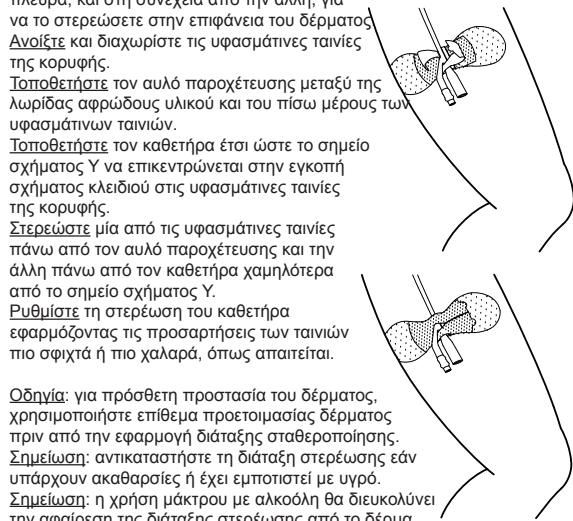 πλευρά, και στη συνέχεια από την άλλη, για
να το στερεώσετε στην επιφάνεια του δέρματος
Ανοίξτε και διαχωρίστε τις υφασμάτινες ταινίες
της κορυφής.
Τοποθετήστε τον αυλό παροχέτευσης μεταξύ της
λωρίδας αφρώδους υλικού και του πίσω μέρους των
υφασμάτινων ταινιών.
Τοποθετήστε τον καθετήρα έτσι ώστε το σημείο
σχήματος Y να επικεντρώνεται στην εγκοπή
σχήματος κλειδιού στις υφασμάτινες ταινίες
της κορυφής.
Στερεώστε μία από τις υφασμάτινες ταινίες
πάνω από τον αυλό παροχέτευσης και την
άλλη πάνω από τον καθετήρα χαμηλότερα
από το σημείο σχήματος Y.
Ρυθμίστε τη στερέωση του καθετήρα
εφαρμόζοντας τις προσαρτήσεις των ταινιών
πιο σφιχτά ή πιο χαλαρά, όπως απαιτείται.
Οδηγία: για πρόσθετη προστασία του δέρματος,
χρησιμοποιήστε επίθεμα προετοιμασίας δέρματος
πριν από την εφαρμογή διάταξης σταθεροποίησης.
Σημείωση: αντικαταστήστε τη διάταξη στερέωσης εάν
υπάρχουν ακαθαρσίες ή έχει εμποτιστεί με υγρό.
Σημείωση: η χρήση μάκτρου με αλκοόλη θα διευκολύνει
την αφαίρεση της διάταξης στερέωσης από το δέρμα